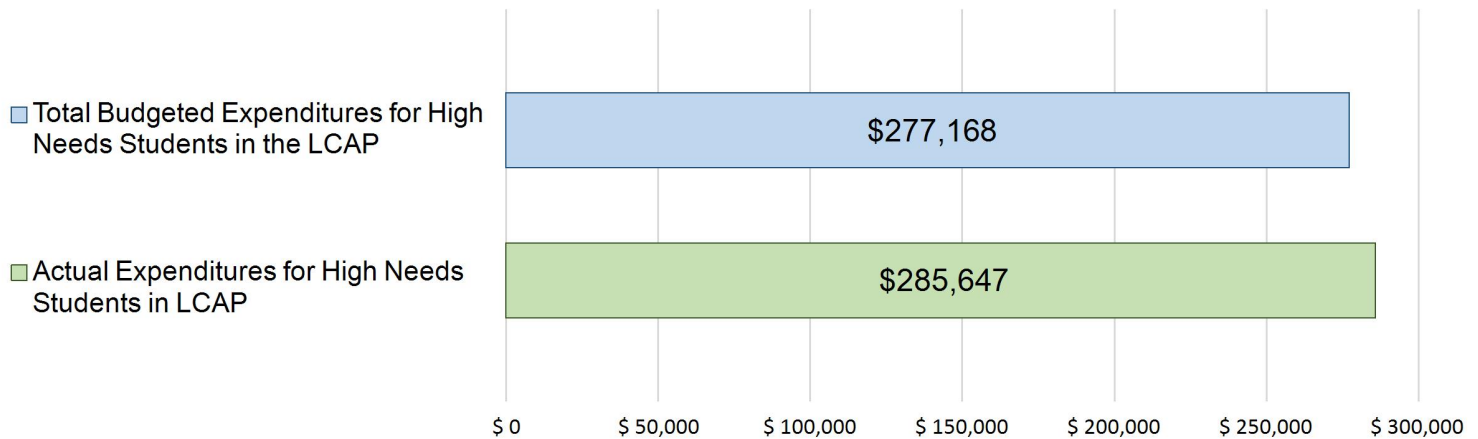 Total Budgeted Expenditures for High
Needs Students in the LCAP
$277,168
Actual Expenditures for High Needs
Students in LCAP
$285,647
$ 0
$ 50,000
$ 100,000
$ 150,000
$ 200,000
$ 250,000
$ 300,000